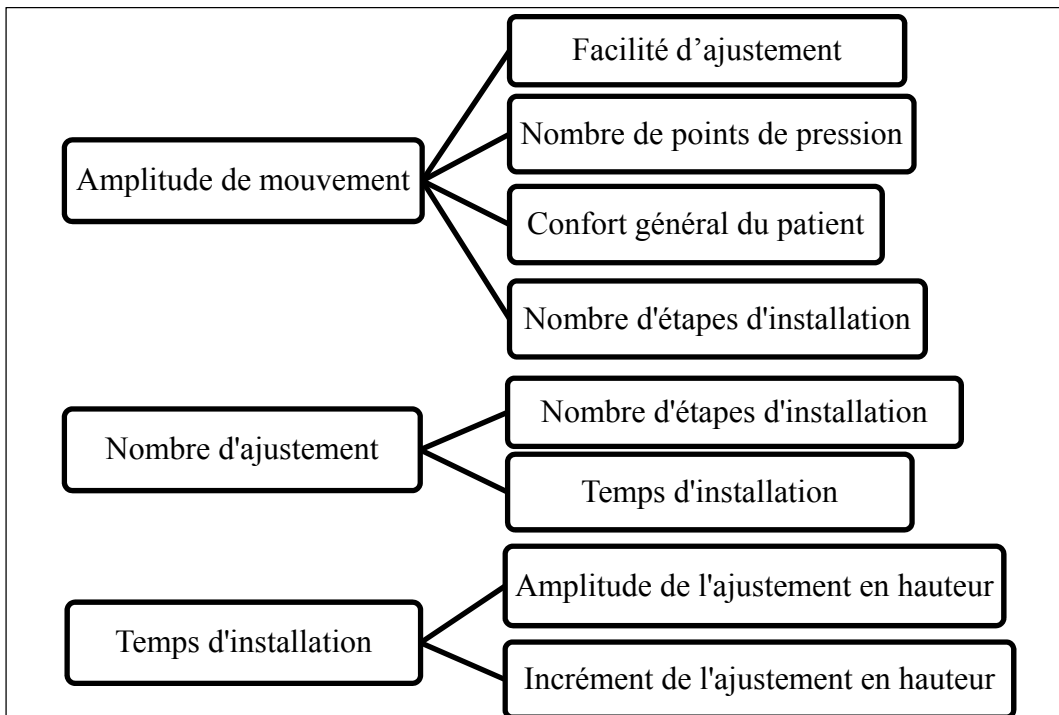 Facilité d’ajustement
Nombre de points de pression
Amplitude de mouvement
Confort général du patient
Nombre d'étapes d'installation
Nombre d'étapes d'installation
Nombre d'ajustement
Temps d'installation
Amplitude de l'ajustement en hauteur
Temps d'installation
Incrément de l'ajustement en hauteur